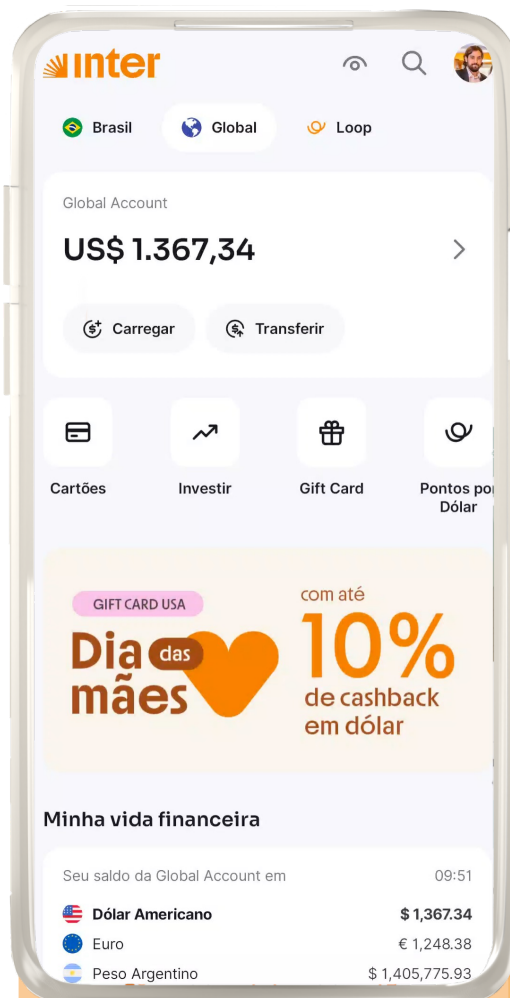 inter
Brasil
Global
Loop
Global Account
US$ 1.367,34
Carregar
Transferir
Cartões
Investir
Gift Card
Pontos por
Dólar
GIFT CARD USA
Dia das
mães
com até
10%
de cashback
em dólar
Minha vida financeira
Seu saldo da Global Account em 09:51
Dólar Americano $ 1,367.34
Euro € 1,248.38
Peso Argentino $ 1,405,775.93